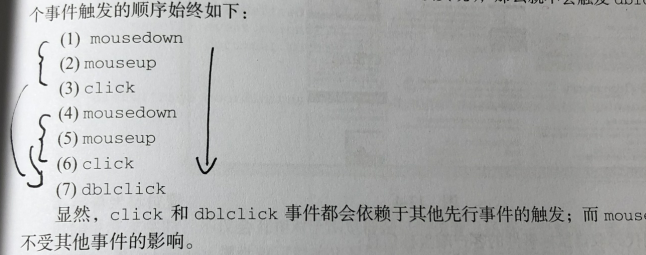 个事件触发的顺序始终如下：
(1) mousedown
(2) mouseup
(3) click
(4) mousedown
(5) mouseup
(6) click
(7) dblclick
显然，click 和 dblclick 事件都会依赖于其他先行事件的触发；而 mouse
不受其他事件的影响。